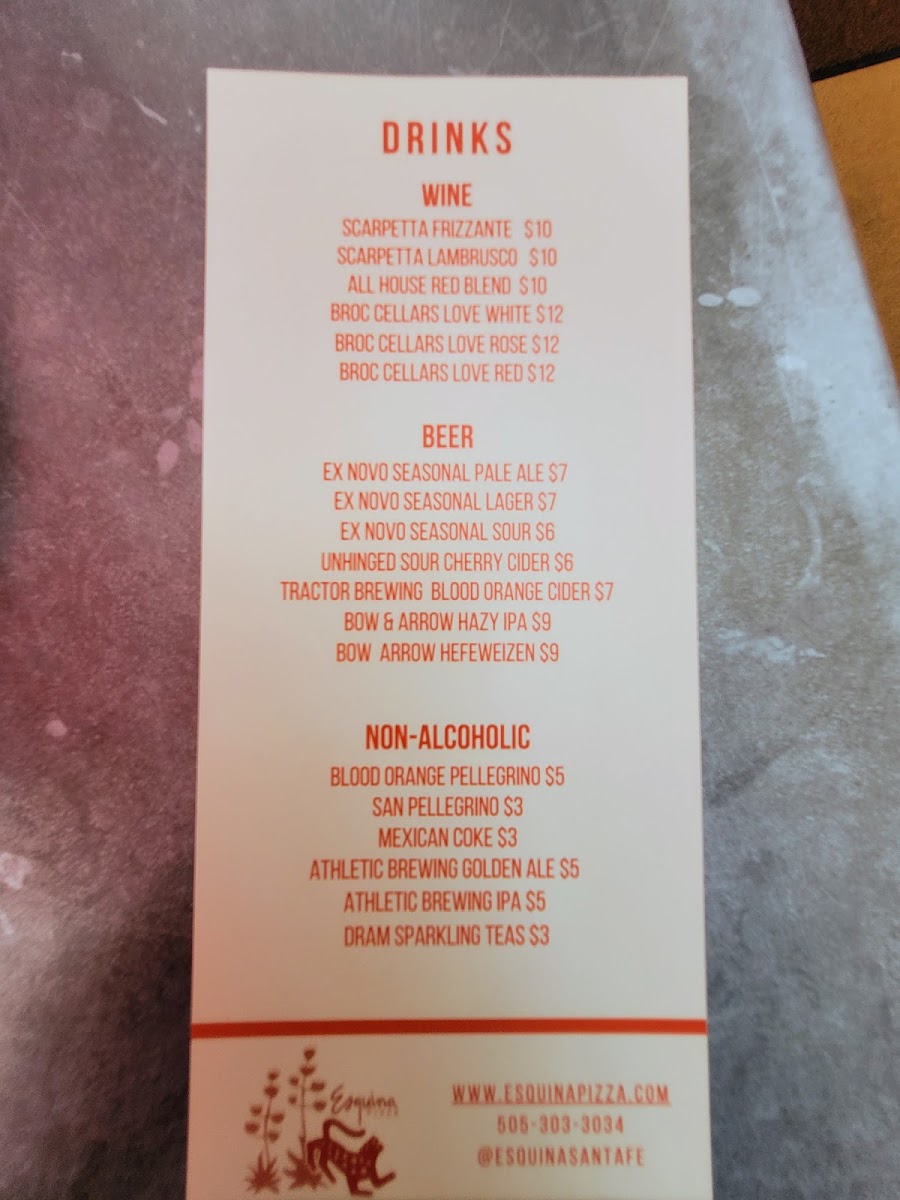 DRINKS
WINE
SCARPETTA FRIZZANTE $10
SCARPETTA LAMBRUSCO $10
ALL HOUSE RED BLEND $10
BROC CELLARS LOVE WHITE $12
BROC CELLARS LOVE ROSE $12
BROC CELLARS LOVE RED $12
BEER
EX NOVO SEASONAL PALE ALE $7
EX NOVO SEASONAL LAGER $7
EX NOVO SEASONAL SOUR $6
UNHINGED SOUR CHERRY CIDER $6
TRACTOR BREWING BLOOD ORANGE CIDER $7
BOW & ARROW HAZY IPA $9
BOW ARROW HEFEWEIZEN $9
NON-ALCOHOLIC
BLOOD ORANGE PELLEGRINO $5
SAN PELLEGRINO $3
MEXICAN COKE $3
ATHLETIC BREWING GOLDEN ALE $5
ATHLETIC BREWING IPA $5
DRAM SPARKLING TEAS $3
Esquina
PIZZA
WWW.ESQUINAPIZZA.COM
505-303-3034
@ESQUINASANTAFE